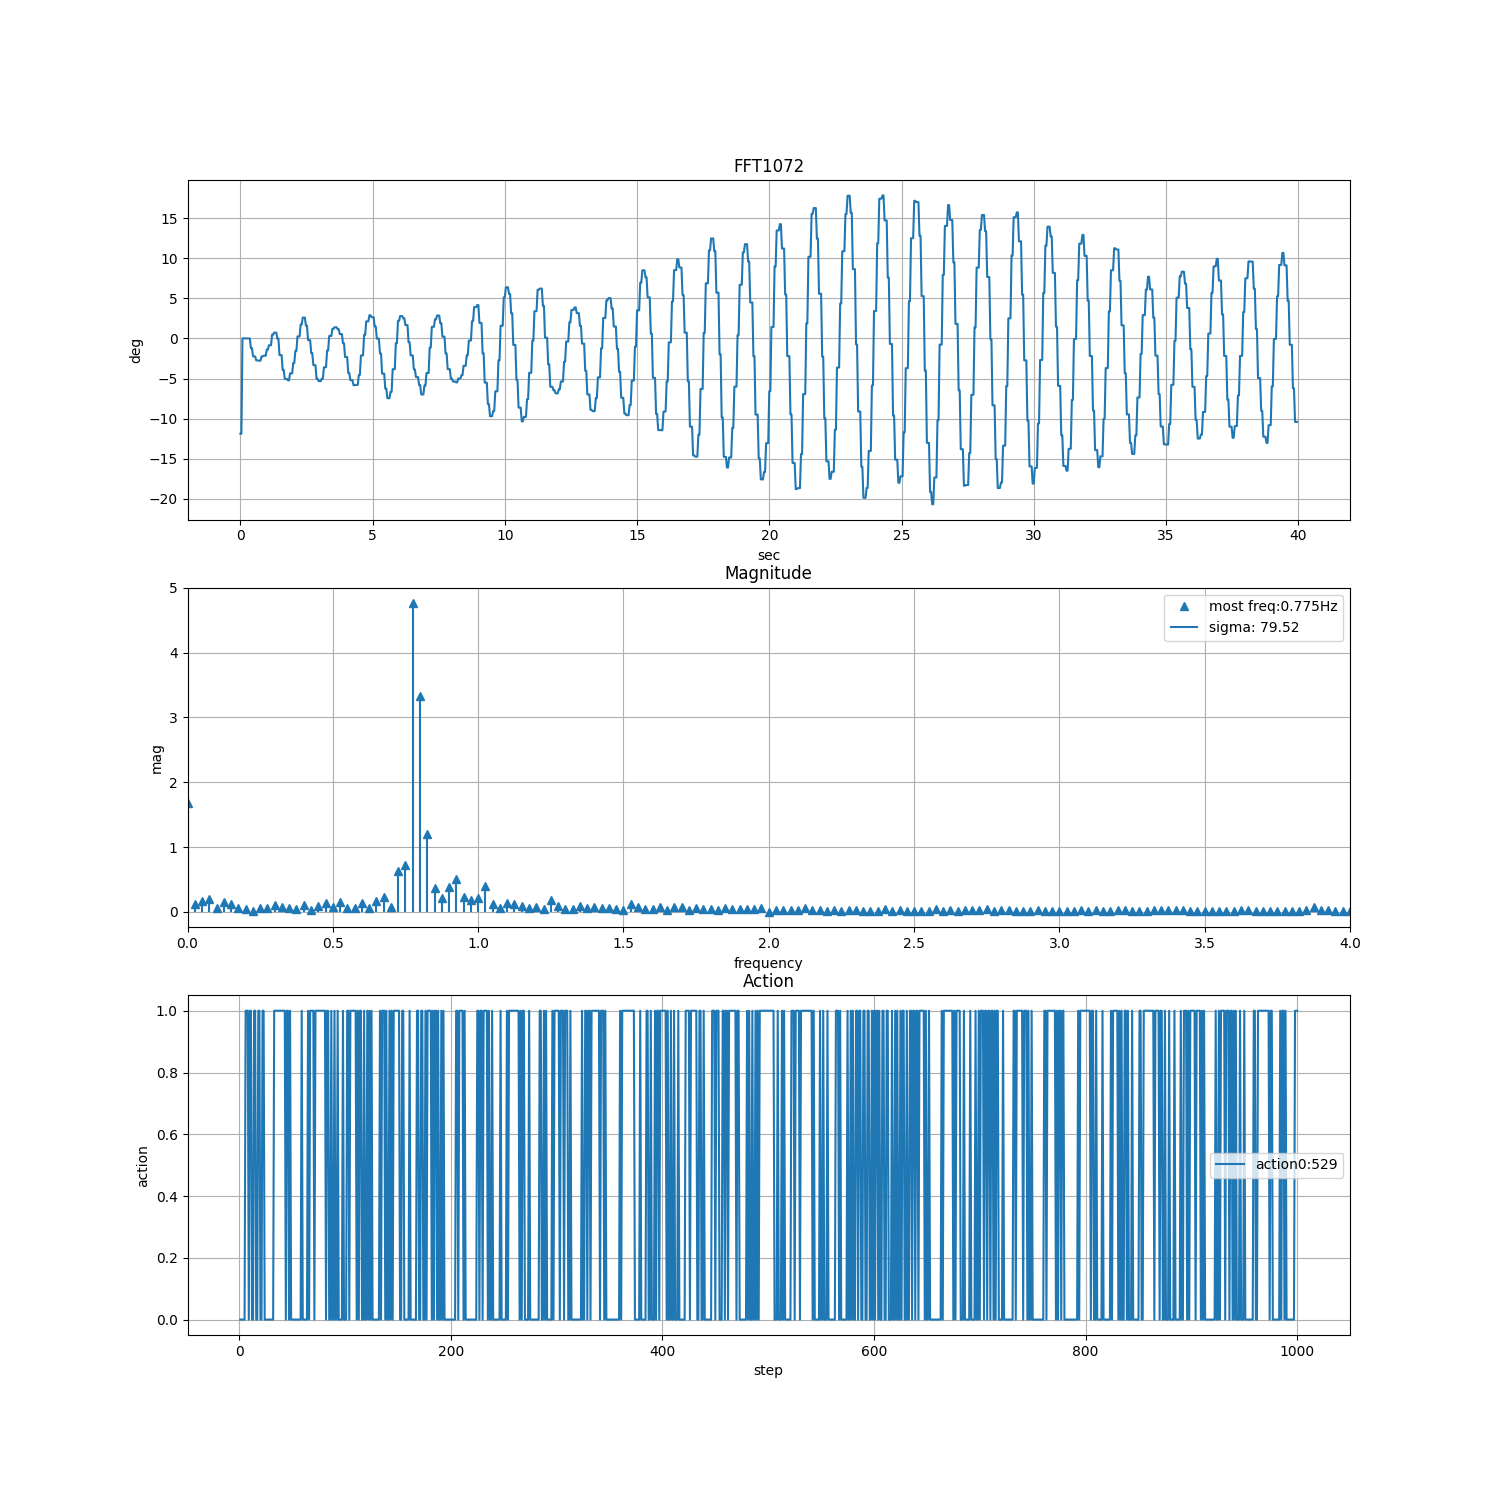 FFT1072
15
10
5
0
−5
−10
−15
−20
deg
0 5 10 15 20 25 30 35 40
sec
Magnitude
5
4
3
2
1
0
mag
most freq:0.775Hz
sigma: 79.52
0.0 0.5 1.0 1.5 2.0 2.5 3.0 3.5 4.0
frequency
Action
1.0
0.8
0.6
0.4
0.2
0.0
action
action0:529
0 200 400 600 800 1000
step